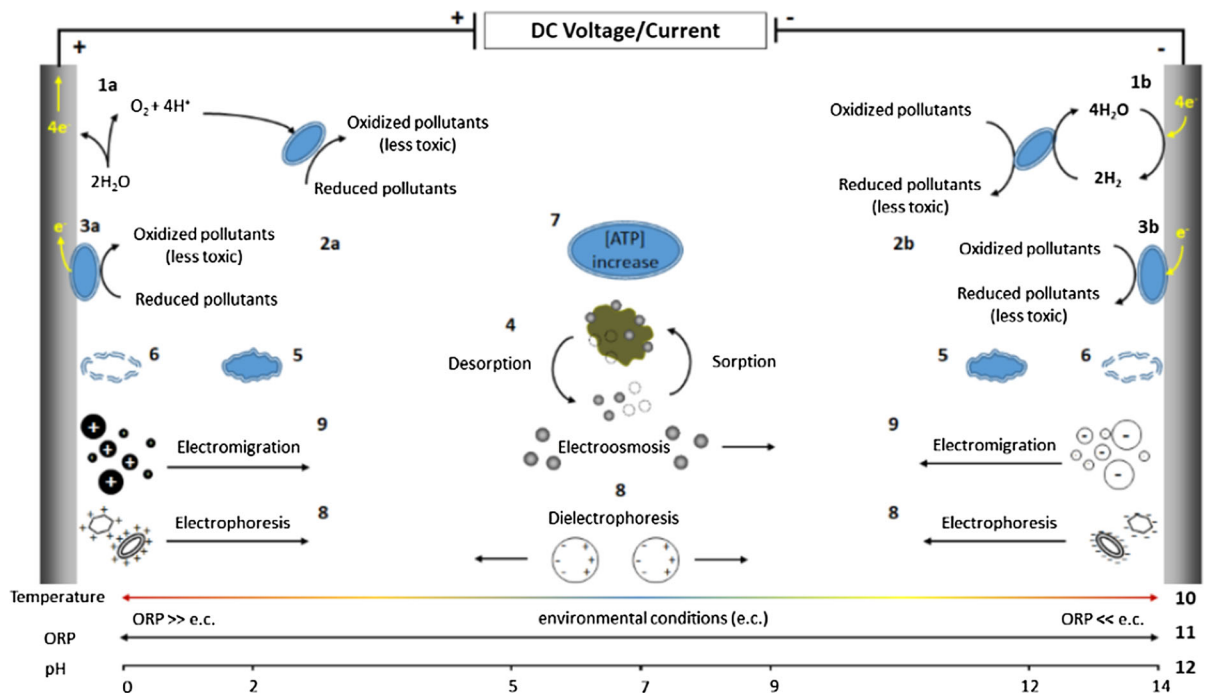 + DC Voltage/Current -
+ -
1a 1b
O₂ + 4H⁺ Oxidized pollutants 4H₂O 4e⁻
4e⁻ Oxidized pollutants
(less toxic)
2H₂O Reduced pollutants Reduced pollutants 2H₂
(less toxic)
e⁻ 3a 7 3b e⁻
Oxidized pollutants 2a [ATP] 2b Oxidized pollutants
(less toxic) increase
Reduced pollutants Reduced pollutants
(less toxic)
4
6 5 Desorption Sorption 5 6
9 9
Electromigration Electroosmosis Electromigration
+ + + + -  - - -
8 8 8
Electrophoresis Dielectrophoresis Electrophoresis
- - - + + + - - - + + +
Temperature 10
ORP >> e.c. environmental conditions (e.c.) ORP << e.c.
ORP 11
pH 12
0 2 5 7 9 12 14